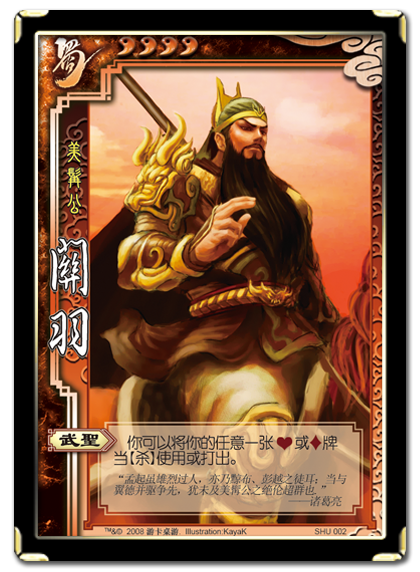 蜀
美髯公
關羽
武聖
你可以将你的任意一张♥或♦牌
当【杀】使用或打出。
“孟起虽雄烈过人，亦乃黥布、彭越之徒耳；当与
翼德并驱争先，犹未及美髯公之绝伦超群也。”
——诸葛亮
™&© 2008 游卡桌游. Illustration:KayaK
SHU 002